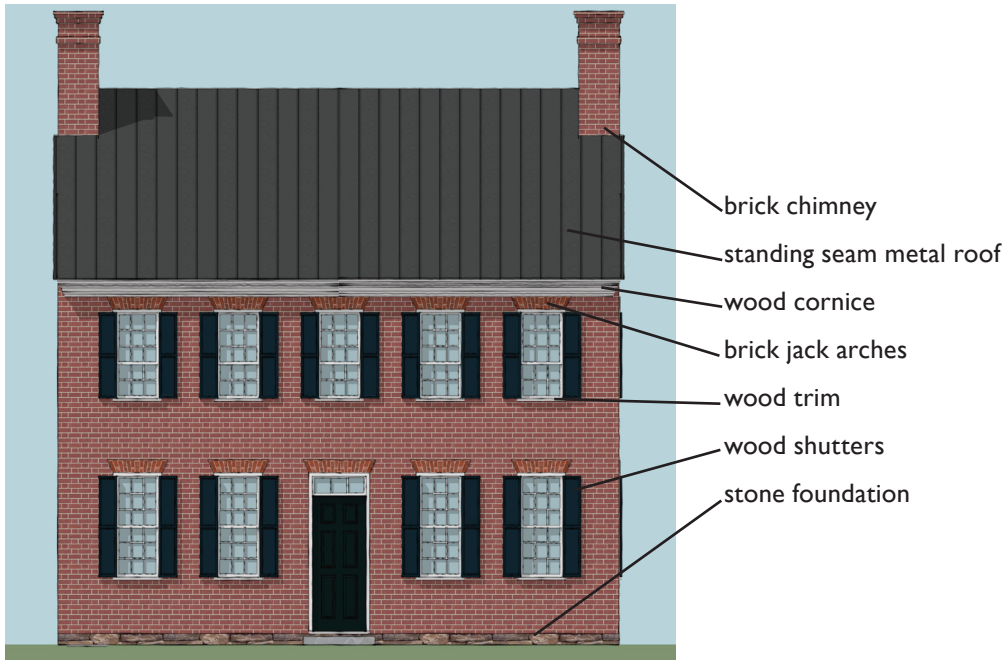 brick chimney
standing seam metal roof
wood cornice
brick jack arches
wood trim
wood shutters
stone foundation